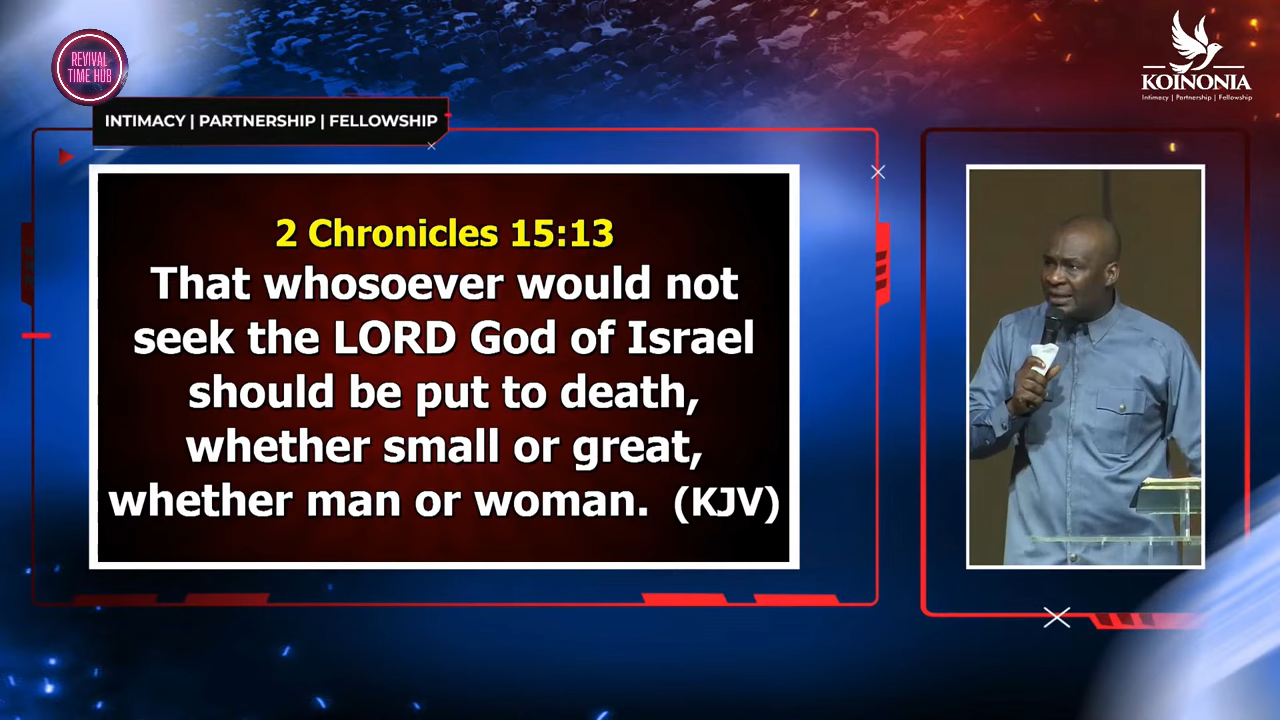 REVIVAL
TIME HUB
KOINONIA
Intimacy | Partnership | Fellowship
INTIMACY | PARTNERSHIP | FELLOWSHIP
2 Chronicles 15:13
That whosoever would not
seek the LORD God of Israel
should be put to death,
whether small or great,
whether man or woman. (KJV)